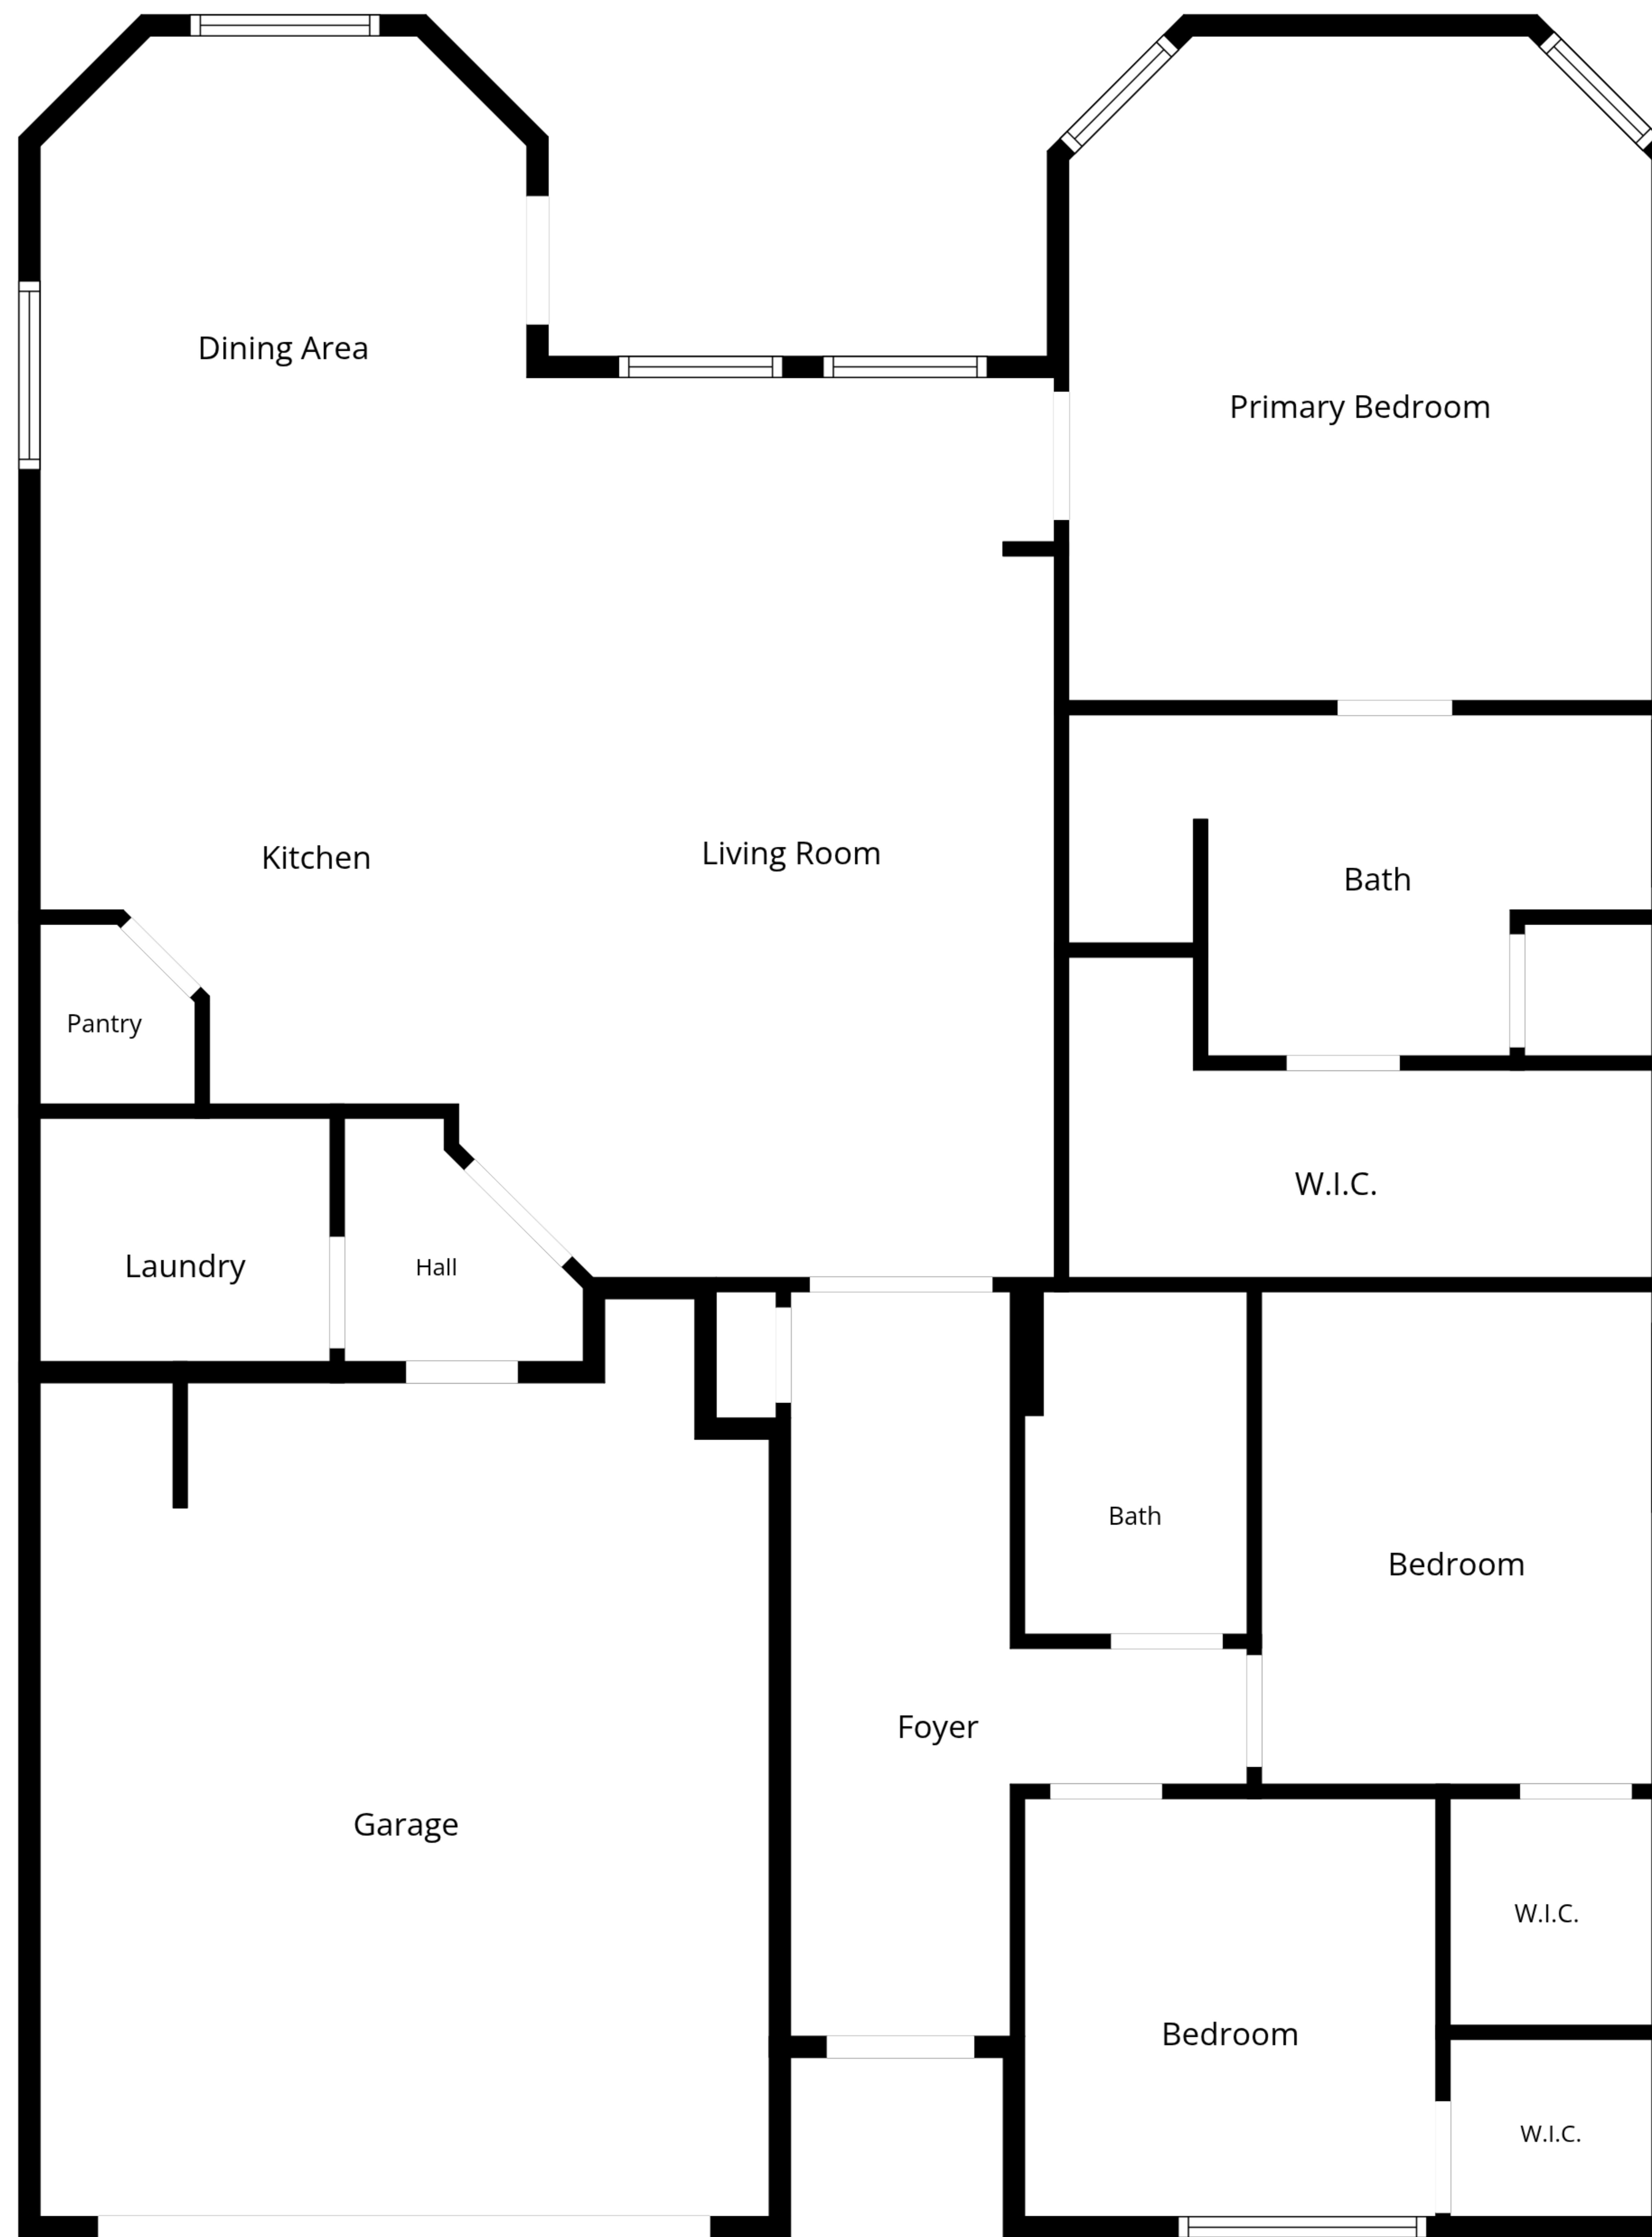 Dining Area
Primary Bedroom
Kitchen
Living Room
Bath
Pantry
W.I.C.
Laundry
Hall
Bath
Bedroom
Foyer
Garage
W.I.C.
Bedroom
W.I.C.